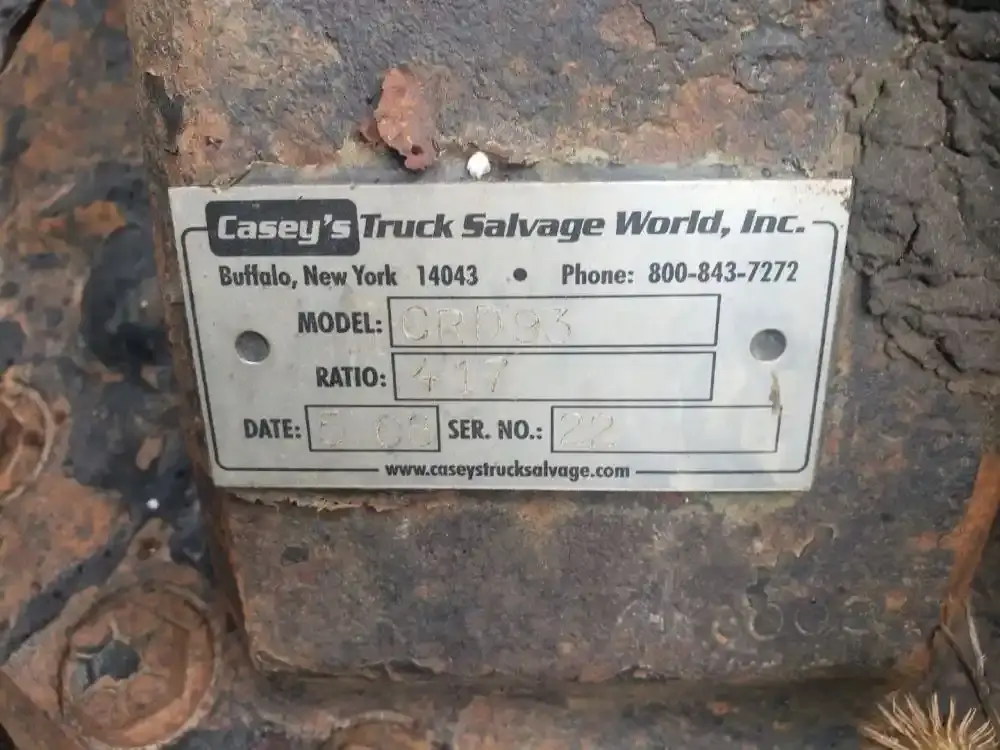 Casey's Truck Salvage World, Inc.
Buffalo, New York 14043 • Phone: 800-843-7272
MODEL: CRD93
RATIO: 417
DATE: 5 SER. NO.: 22
www.caseystrucksalvage.com